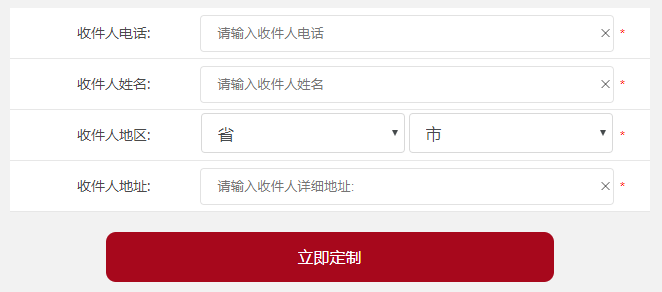 收件人电话: 请输入收件人电话 × *
收件人姓名: 请输入收件人姓名 × *
收件人地区: 省 ▼ 市 ▼ *
收件人地址: 请输入收件人详细地址: × *
立即定制